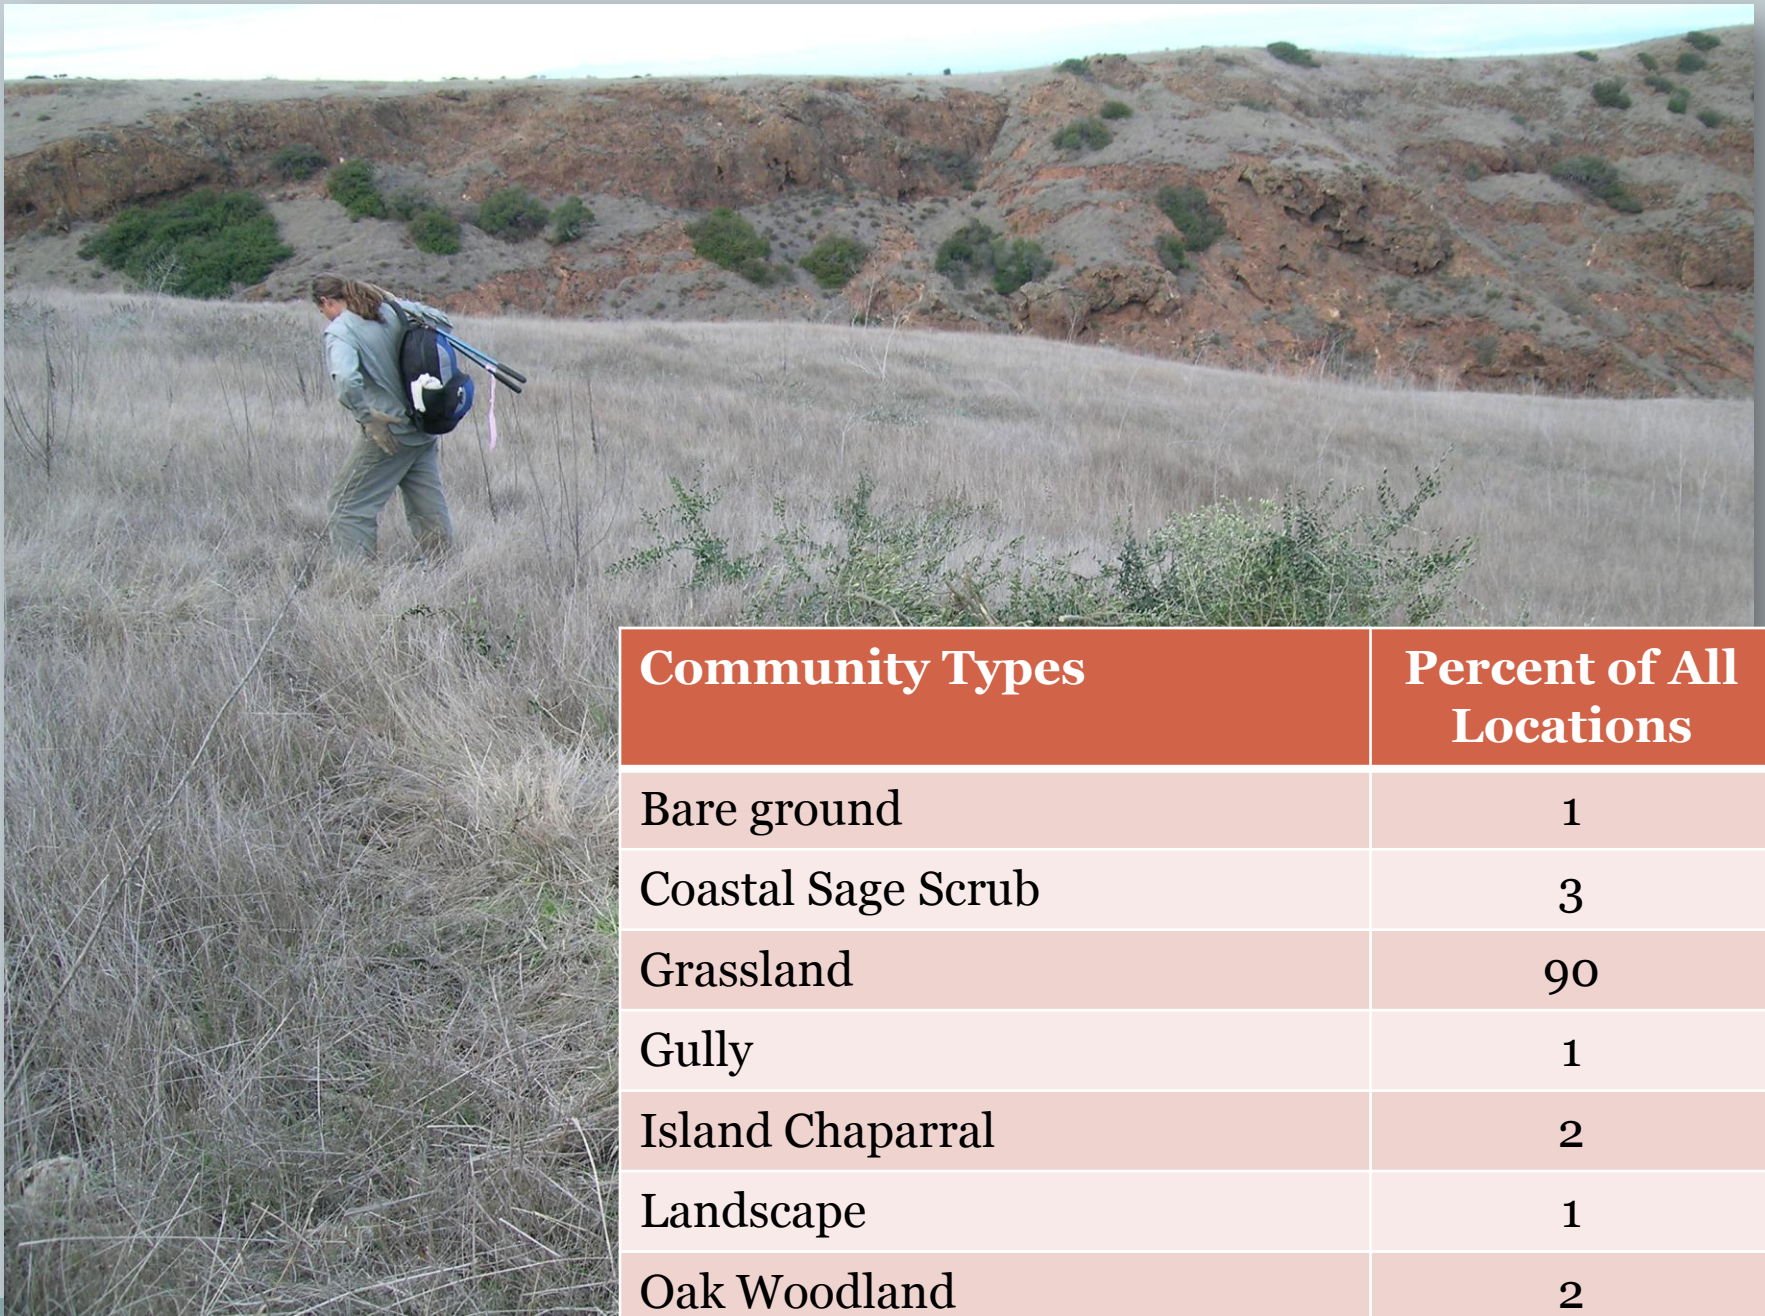 Community Types Percent of All
Locations
Bare ground 1
Coastal Sage Scrub 3
Grassland 90
Gully 1
Island Chaparral 2
Landscape 1
Oak Woodland 2